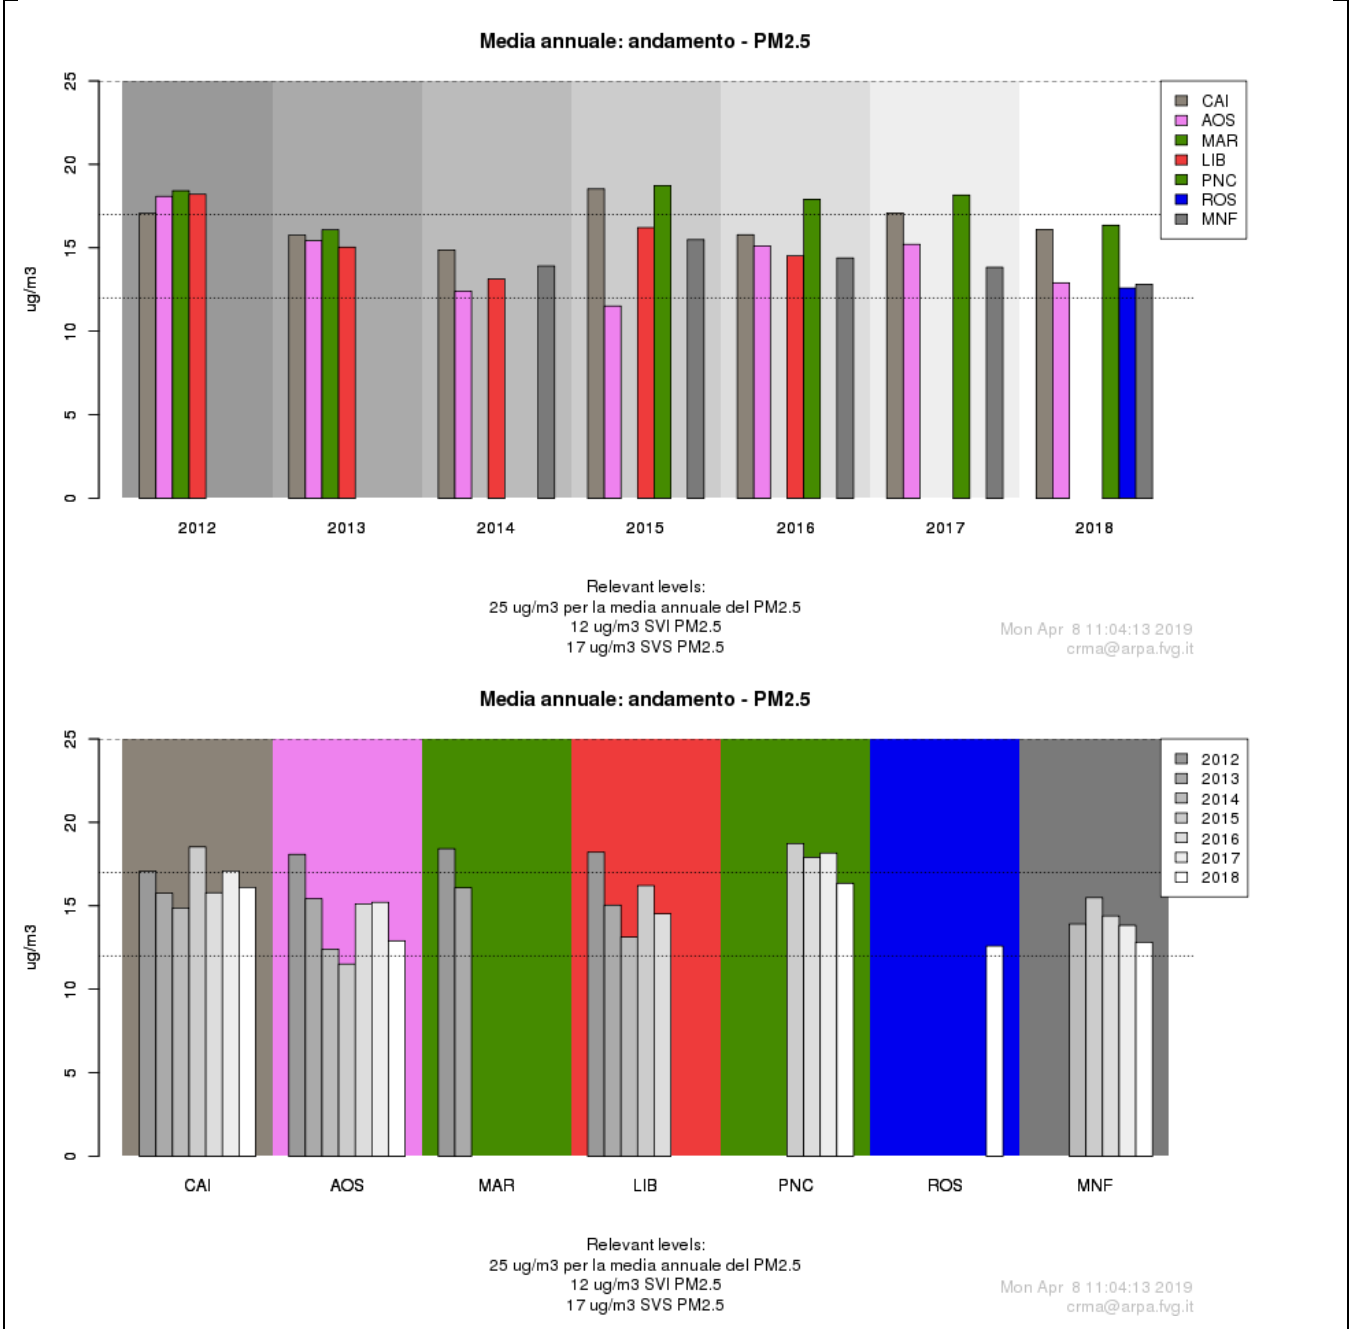 Media annuale: andamento - PM2.5
25
20
15
10
5
0
ug/m3
CAI
AOS
MAR
LIB
PNC
ROS
MNF
2012 2013 2014 2015 2016 2017 2018
Relevant levels:
25 ug/m3 per la media annuale del PM2.5
12 ug/m3 SVI PM2.5
17 ug/m3 SVS PM2.5
Mon Apr 8 11:04:13 2019
crma@arpa.fvg.it
Media annuale: andamento - PM2.5
25
20
15
10
5
0
ug/m3
2012
2013
2014
2015
2016
2017
2018
CAI AOS MAR LIB PNC ROS MNF
Relevant levels:
25 ug/m3 per la media annuale del PM2.5
12 ug/m3 SVI PM2.5
17 ug/m3 SVS PM2.5
Mon Apr 8 11:04:13 2019
crma@arpa.fvg.it